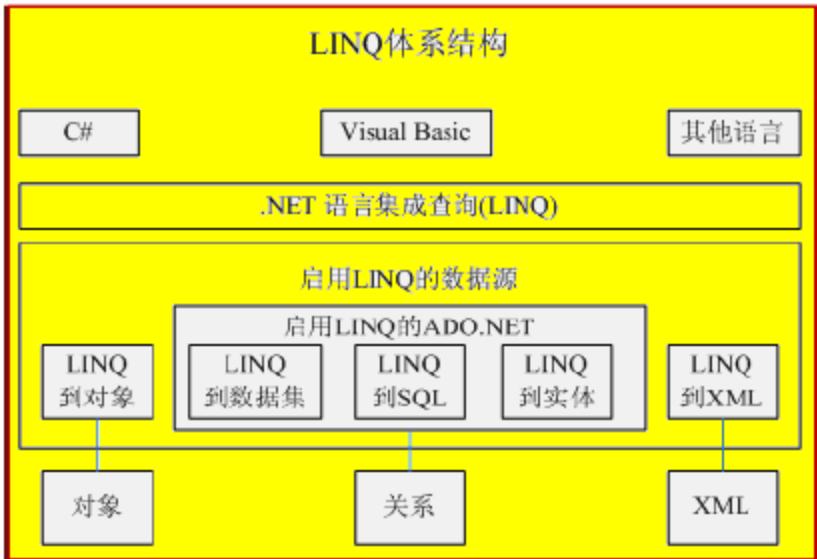 LINQ体系结构
C#
Visual Basic
其他语言
.NET 语言集成查询(LINQ)
启用LINQ的数据源
启用LINQ的ADO.NET
LINQ
到对象
LINQ
到数据集
LINQ
到SQL
LINQ
到实体
LINQ
到XML
对象
关系
XML